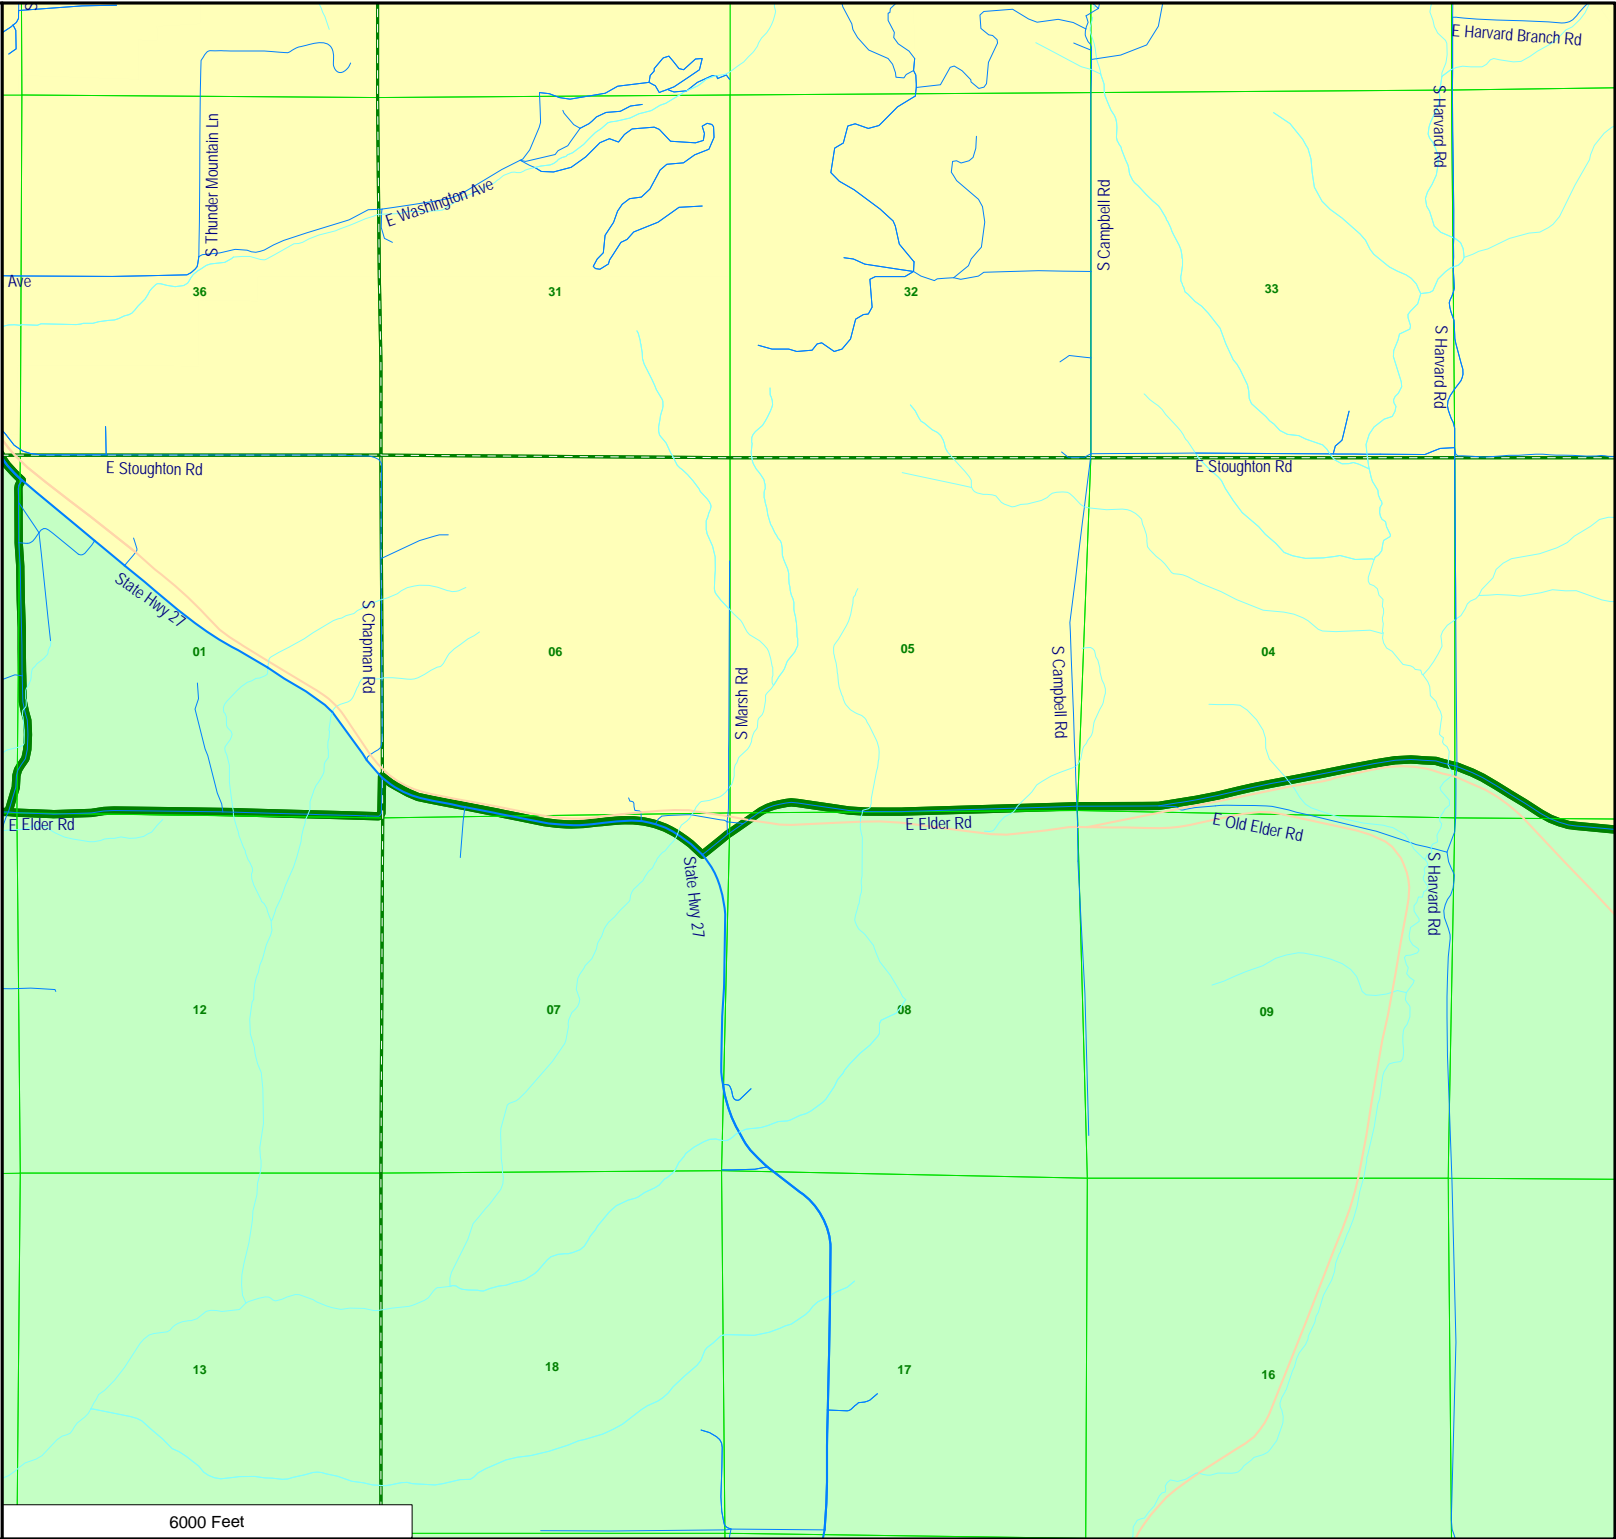 S
E Harvard Branch Rd
S Harvard Rd
S Thunder Mountain Ln
E Washington Ave
S Campbell Rd
Ave
36
31
32
33
S Harvard Rd
E Stoughton Rd
E Stoughton Rd
State Hwy 27
S Chapman Rd
01
06
05
04
S Marsh Rd
S Campbell Rd
E Elder Rd
E Elder Rd
E Old Elder Rd
State Hwy 27
S Harvard Rd
12
07
08
09
13
18
17
16
6000 Feet